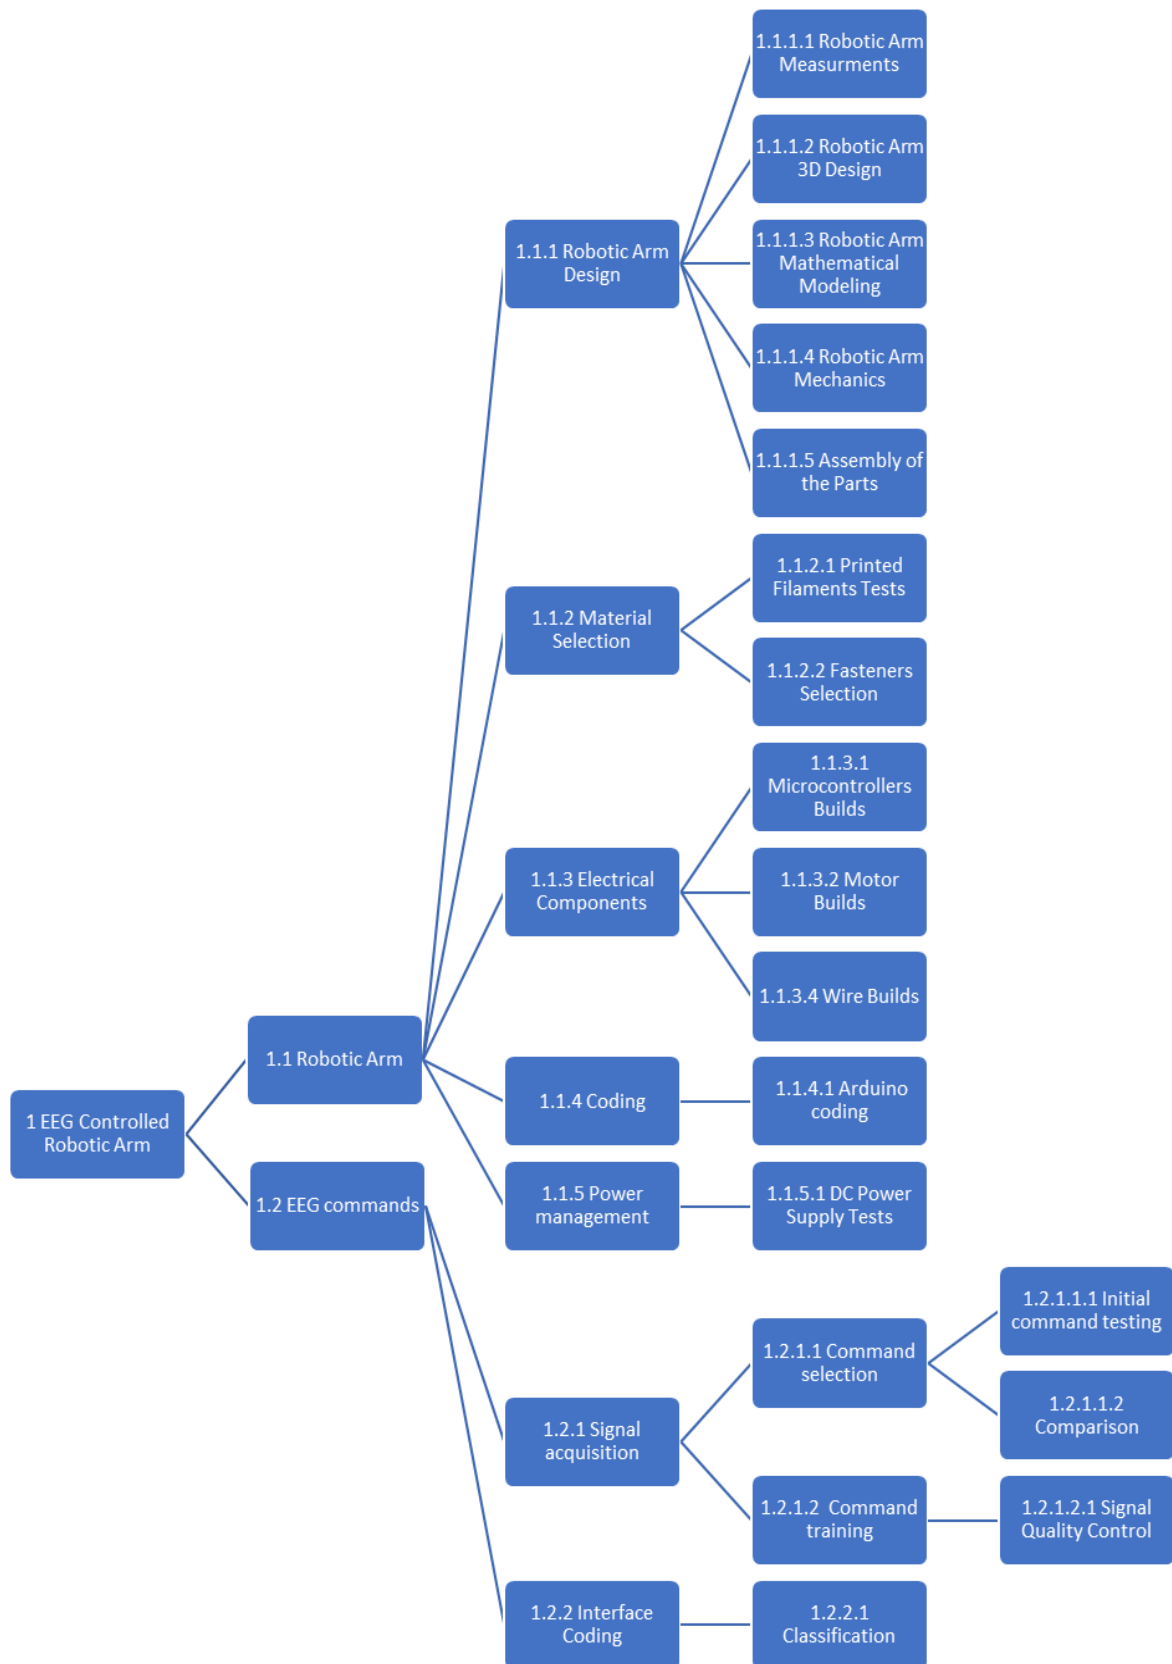 1.1.1.1 Robotic Arm
Measurments
1.1.1.2 Robotic Arm
3D Design
1.1.1 Robotic Arm
Design
1.1.1.3 Robotic Arm
Mathematical
Modeling
1.1.1.4 Robotic Arm
Mechanics
1.1.1.5 Assembly of
the Parts
1.1.2.1 Printed
Filaments Tests
1.1.2 Material
Selection
1.1.2.2 Fasteners
Selection
1.1.3.1
Microcontrollers
Builds
1.1.3 Electrical
Components
1.1.3.2 Motor
Builds
1.1.3.4 Wire Builds
1.1 Robotic Arm
1.1.4 Coding
1.1.4.1 Arduino
coding
1 EEG Controlled
Robotic Arm
1.2 EEG commands
1.1.5 Power
management
1.1.5.1 DC Power
Supply Tests
1.2.1.1.1 Initial
command testing
1.2.1.1 Command
selection
1.2.1.1.2
Comparison
1.2.1 Signal
acquisition
1.2.1.2  Command
training
1.2.1.2.1 Signal
Quality Control
1.2.2 Interface
Coding
1.2.2.1
Classification